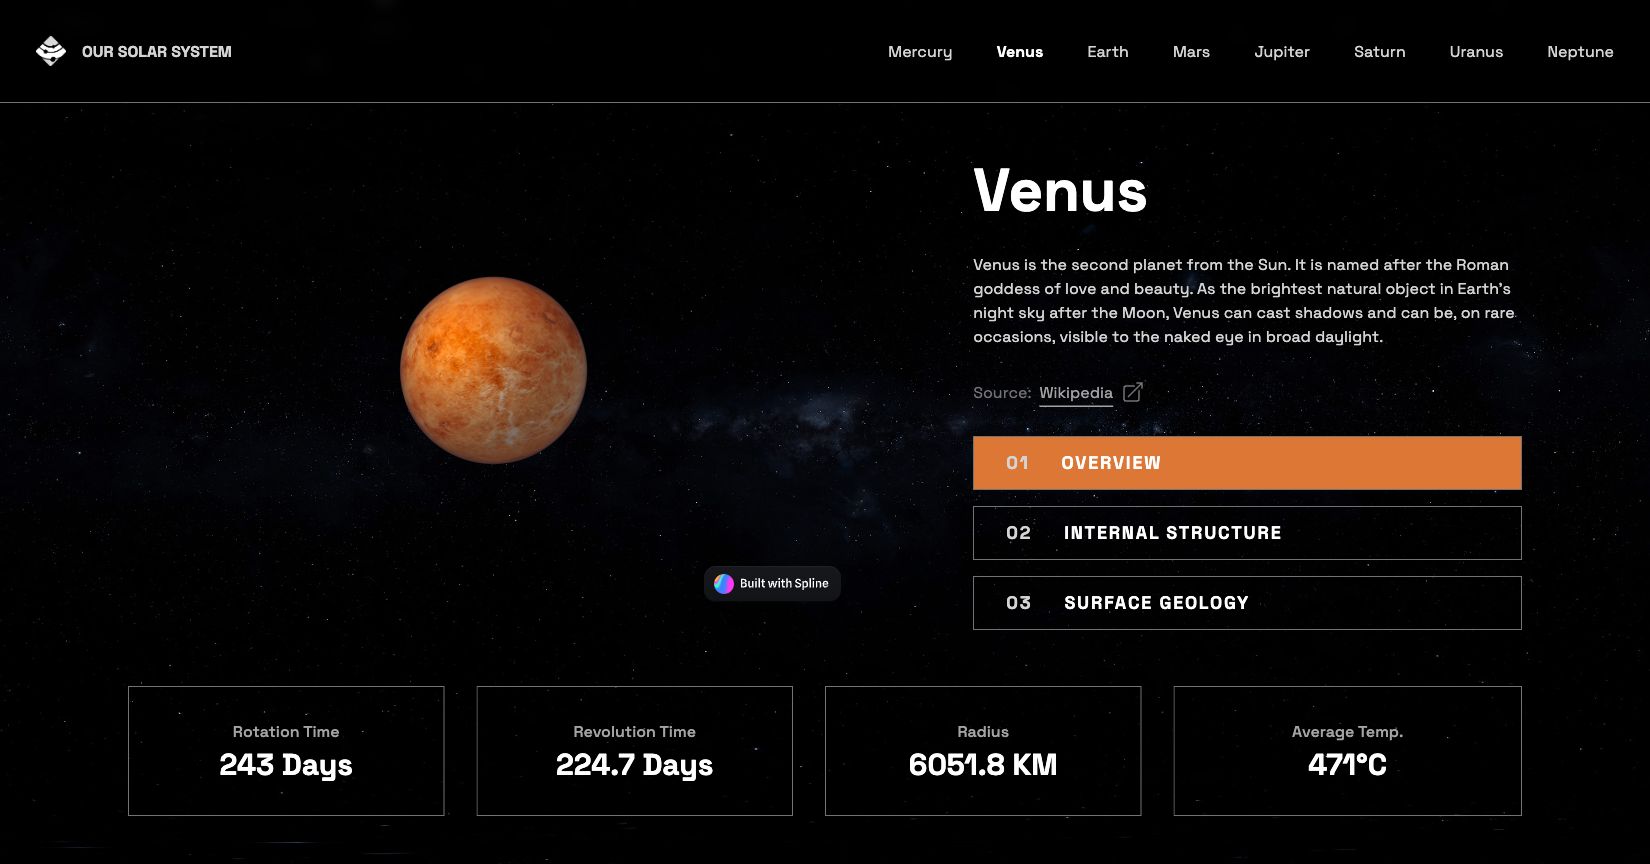 OUR SOLAR SYSTEM
Mercury Venus Earth Mars Jupiter Saturn Uranus Neptune
Venus
Venus is the second planet from the Sun. It is named after the Roman
goddess of love and beauty. As the brightest natural object in Earth's
night sky after the Moon, Venus can cast shadows and can be, on rare
occasions, visible to the naked eye in broad daylight.
Source: Wikipedia
01 OVERVIEW
02 INTERNAL STRUCTURE
03 SURFACE GEOLOGY
Built with Spline
Rotation Time
243 Days
Revolution Time
224.7 Days
Radius
6051.8 KM
Average Temp.
471°C